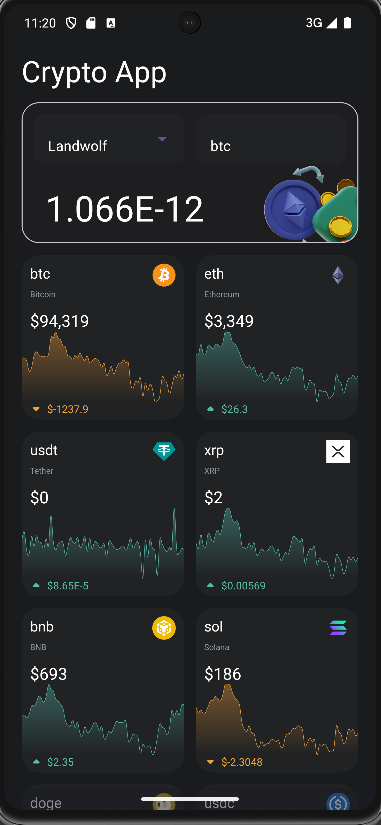 11:20 A 3G
Crypto App
Landwolf btc
1.066E-12
btc eth
Bitcoin Ethereum
$94,319 $3,349
$-1237.9 $26.3
usdt xrp
Tether XRP
$0 $2
$8.65E-5 $0.00569
bnb sol
BNB Solana
$693 $186
$2.35 $-2.3048
doge usdc